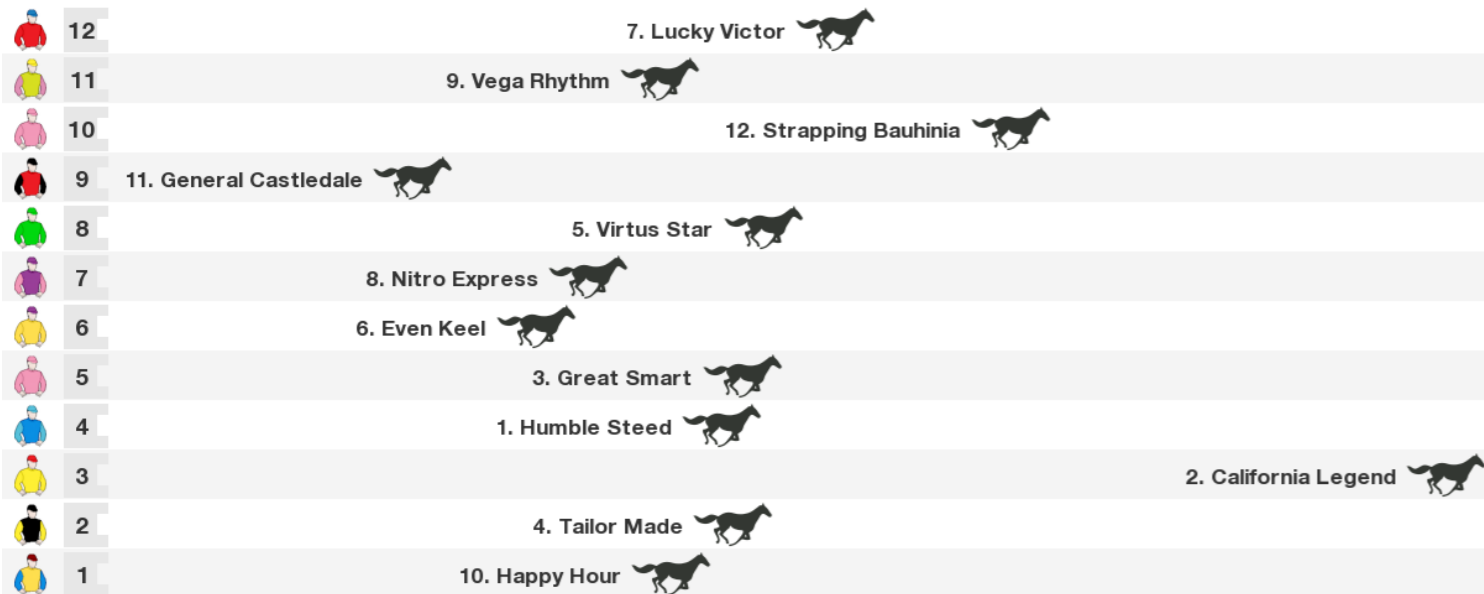 12 7. Lucky Victor
11 9. Vega Rhythm
10 12. Strapping Bauhinia
9 11. General Castledale
8 5. Virtus Star
7 8. Nitro Express
6 6. Even Keel
5 3. Great Smart
4 1. Humble Steed
3 2. California Legend
2 4. Tailor Made
1 10. Happy Hour